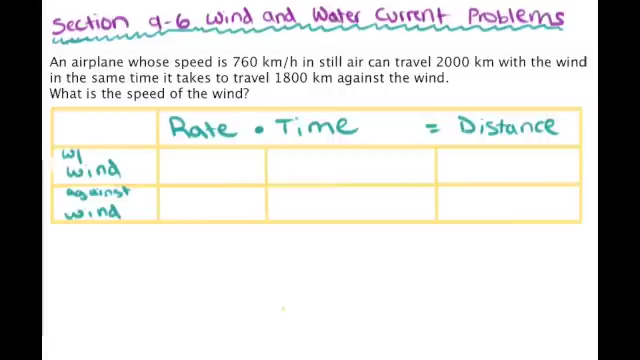 Section 9-6 Wind and Water Current Problems
An airplane whose speed is 760 km/h in still air can travel 2000 km with the wind
in the same time it takes to travel 1800 km against the wind.
What is the speed of the wind?
Rate • Time = Distance
w/
wind
against
wind